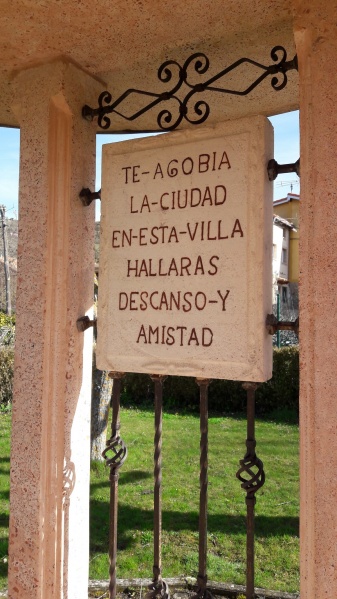 TE-AGOBIA
LA-CIUDAD
EN-ESTA-VILLA
HALLARAS
DESCANSO-Y
AMISTAD